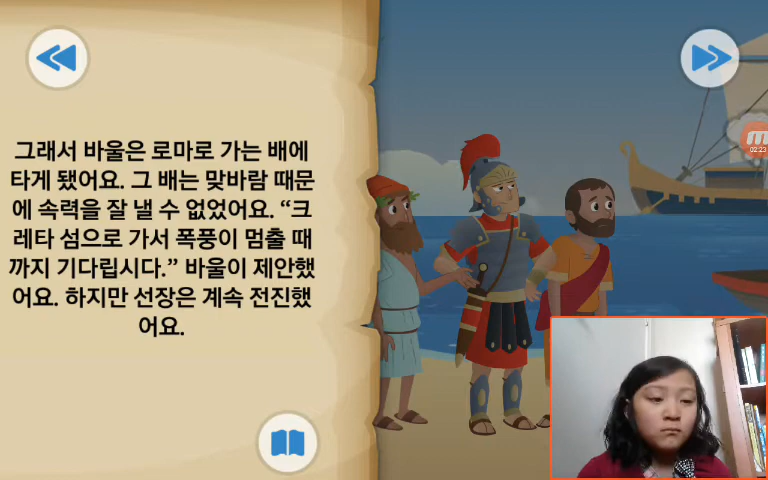 그래서 바울은 로마로 가는 배에
타게 됐어요. 그 배는 맞바람 때문
에 속력을 잘 낼 수 없었어요. “크
레타 섬으로 가서 폭풍이 멈출 때
까지 기다립시다.” 바울이 제안했
어요. 하지만 선장은 계속 전진했
어요.
02:23